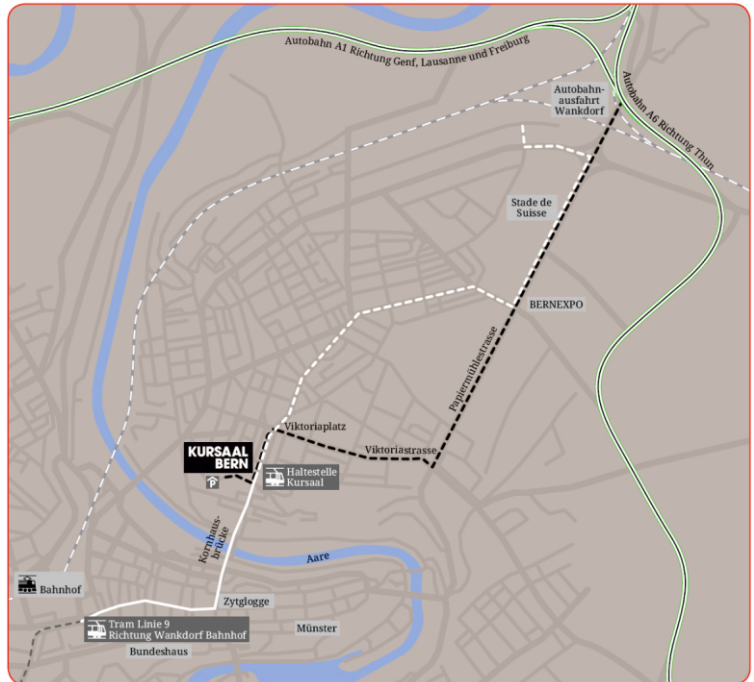 Autobahn A1 Richtung Genf, Lausanne und Freiburg
Autobahn-
ausfahrt
Wankdorf
Autobahn A6 Richtung Thun
Stade de
Suisse
BERNEXPO
Papiermühlestrasse
Viktoriaplatz
Viktoriastrasse
KURSAAL
BERN
P
Haltestelle
Kursaal
Kornhaus-
brücke
Aare
Bahnhof
Zytglogge
Tram Linie 9
Richtung Wankdorf Bahnhof
Münster
Bundeshaus